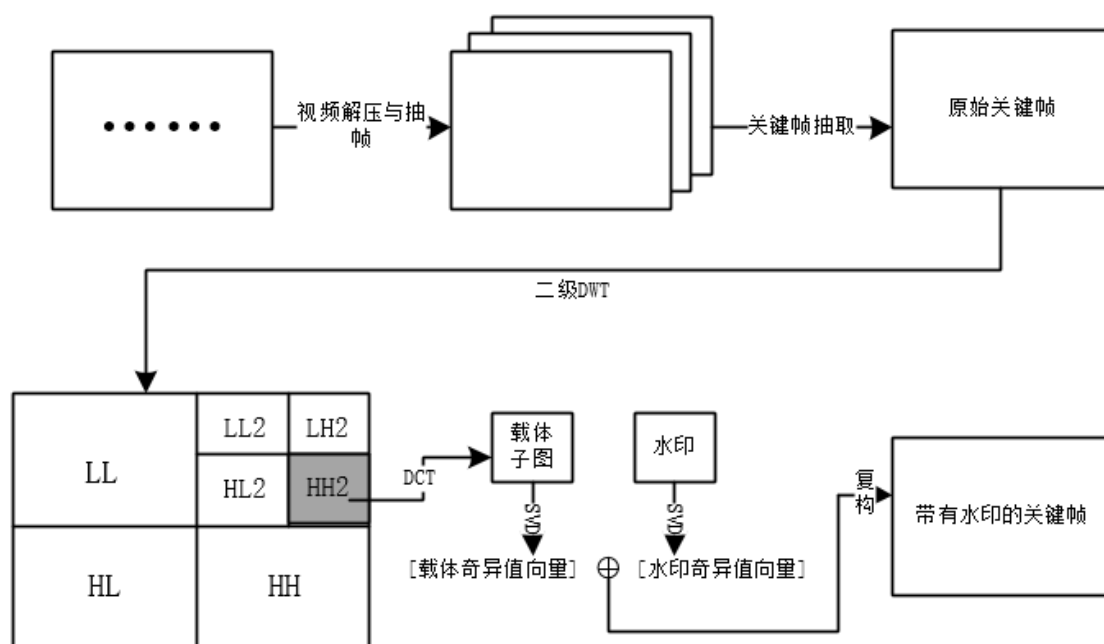 视频解压与抽
帧
关键帧抽取
原始关键帧
二级DWT
LL
LL2
LH2
HL2
HH2
HL
HH
DCT
载体
子图
水印
SVD
SVD
[载体奇异值向量]
[水印奇异值向量]
复
构
带有水印的关键帧